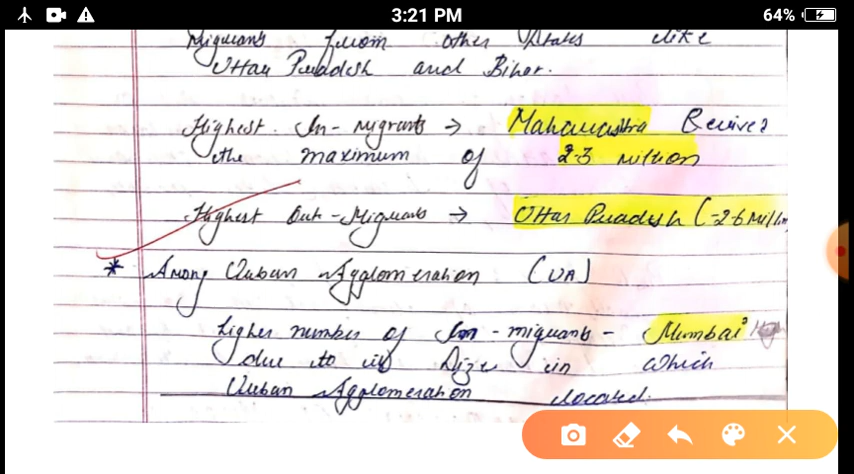 3:21 PM
64%
Migrants from other States like
Uttar Pradesh and Bihar.
Highest In-migrants → Maharashtra Receives
the maximum of 2.3 million
Highest Out-Migrants → Uttar Pradesh (-2.6 Million
* Among Urban Agglomeration (UA)
higher number of In-migrants - Mumbai
due to its size in which
Urban Agglomeration located.